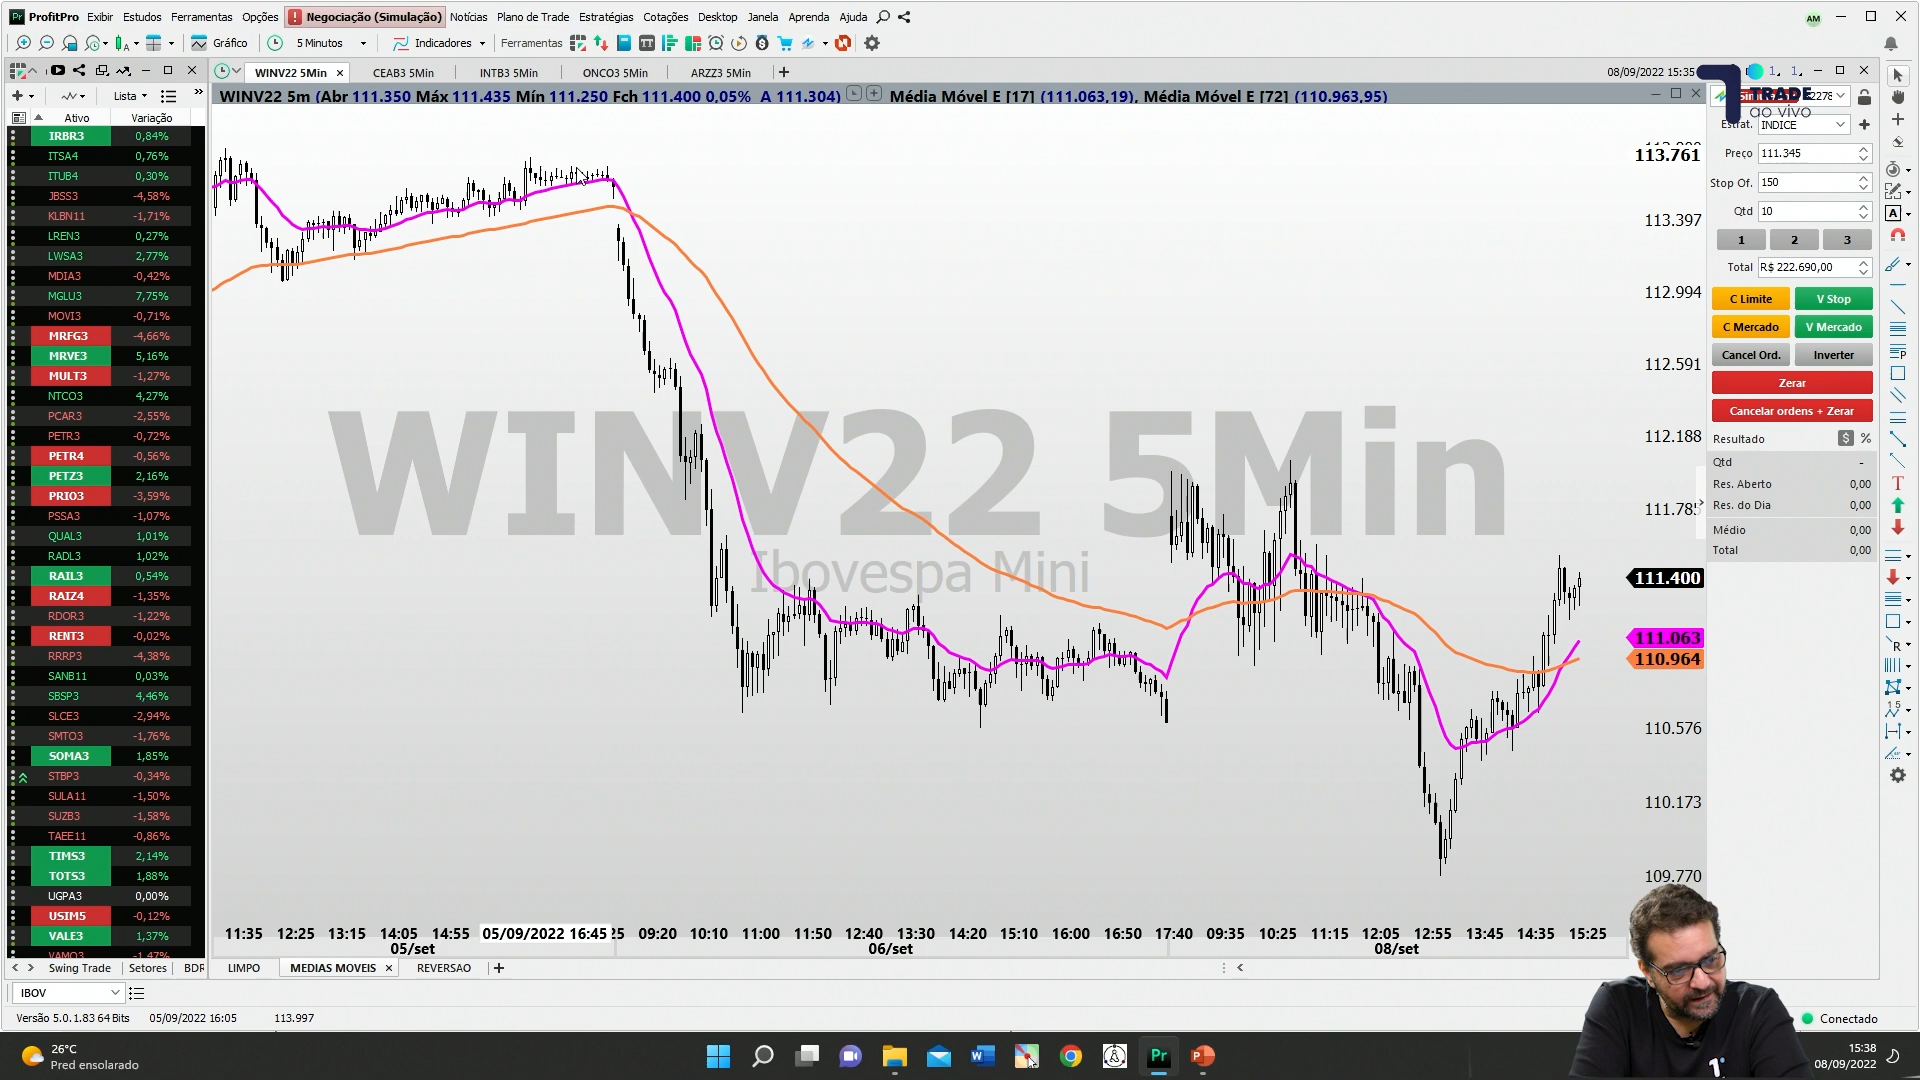 ProfitPro Exibir Estudos Ferramentas Opções Negociação (Simulação) Notícias Plano de Trade Estratégias Cotações Desktop Janela Aprenda Ajuda
AM
Gráfico 5 Minutos Indicadores Ferramentas
WINV22 5Min CEAB3 5Min INTB3 5Min ONCO3 5Min ARZZ3 5Min
08/09/2022 15:35
Lista
WINV22 5m (Abr 111.350 Máx 111.435 Mín 111.250 Fch 111.400 0,05% A 111.304) Média Móvel E [17] (111.063,19), Média Móvel E [72] (110.963,95)
TRADE
ao vivo
Ativo Variação
IRBR3 0,84%
ITSA4 0,76%
ITUB4 0,30%
JBSS3 -4,58%
KLBN11 -1,71%
LREN3 0,27%
LWSA3 2,77%
MDIA3 -0,42%
MGLU3 7,75%
MOVI3 -0,71%
MRFG3 -4,66%
MRVE3 5,16%
MULT3 -1,27%
NTCO3 4,27%
PCAR3 -2,55%
PETR3 -0,72%
PETR4 -0,56%
PETZ3 2,16%
PRIO3 -3,59%
PSSA3 -1,07%
QUAL3 1,01%
RADL3 1,02%
RAIL3 0,54%
RAIZ4 -1,35%
RDOR3 -1,22%
RENT3 -0,02%
RRRP3 -4,38%
SANB11 0,03%
SBSP3 4,46%
SLCE3 -2,94%
SMTO3 -1,76%
SOMA3 1,85%
STBP3 -0,34%
SULA11 -1,50%
SUZB3 -1,58%
TAEE11 -0,86%
TIMS3 2,14%
TOTS3 1,88%
UGPA3 0,00%
USIM5 -0,12%
VALE3 1,37%
VAMO3 -1,47%
WINV22 5Min
Ibovespa Mini
113.761
113.397
112.994
112.591
112.188
111.785
111.400
111.063
110.964
110.576
110.173
109.770
Estrat. INDICE
Preço 111.345
Stop Of. 150
Qtd 10
1 2 3
Total R$ 222.690,00
C Limite V Stop
C Mercado V Mercado
Cancel Ord. Inverter
Zerar
Cancelar ordens + Zerar
Resultado $ %
Qtd -
Res. Aberto 0,00
Res. do Dia 0,00
Médio 0,00
Total 0,00
11:35 12:25 13:15 14:05 14:55 05/09/2022 16:45 09:20 10:10 11:00 11:50 12:40 13:30 14:20 15:10 16:00 16:50 17:40 09:35 10:25 11:15 12:05 12:55 13:45 14:35 15:25
05/set 06/set 08/set
Swing Trade Setores BDR
LIMPO MEDIAS MOVEIS REVERSAO
IBOV
Versão 5.0.1.83 64 Bits 05/09/2022 16:05 113.997
Conectado
26°C
Pred ensolarado
15:38
08/09/2022